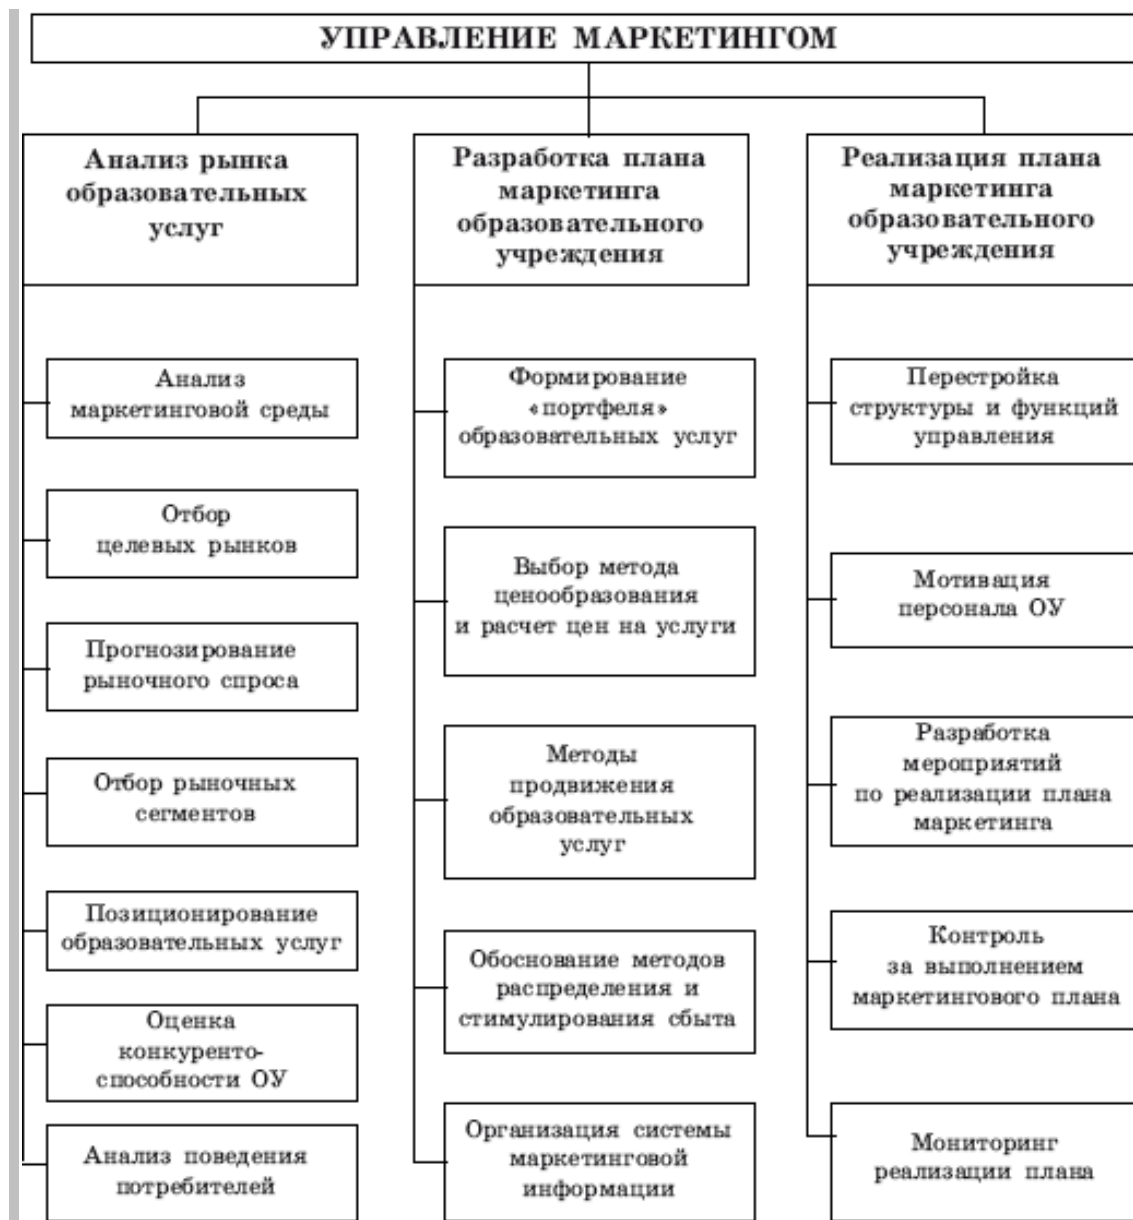 УПРАВЛЕНИЕ МАРКЕТИНГОМ
Анализ рынка
образовательных
услуг
Анализ
маркетинговой среды
Отбор
целевых рынков
Прогнозирование
рыночного спроса
Отбор рыночных
сегментов
Позиционирование
образовательных услуг
Оценка
конкуренто-
способности ОУ
Анализ поведения
потребителей
Разработка плана
маркетинга
образовательного
учреждения
Формирование
«портфеля»
образовательных услуг
Выбор метода
ценообразования
и расчет цен на услуги
Методы
продвижения
образовательных
услуг
Обоснование методов
распределения и
стимулирования сбыта
Организация системы
маркетинговой
информации
Реализация плана
маркетинга
образовательного
учреждения
Перестройка
структуры и функций
управления
Мотивация
персонала ОУ
Разработка
мероприятий
по реализации плана
маркетинга
Контроль
за выполнением
маркетингового плана
Мониторинг
реализации плана